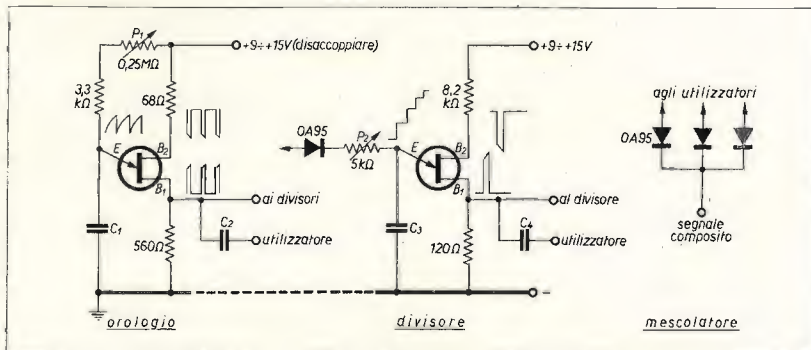 P1
0,25MΩ
+9÷+15V(disaccoppiare)
3,3
kΩ
68Ω
E
B2
B1
C1
560Ω
C2
ai divisori
utilizzatore
orologio
OA95
P2
5kΩ
+9÷+15V
8,2
kΩ
E
B2
B1
C3
120Ω
C4
al divisore
utilizzatore
–
divisore
agli utilizzatori
OA95
segnale
composito
mescolatore